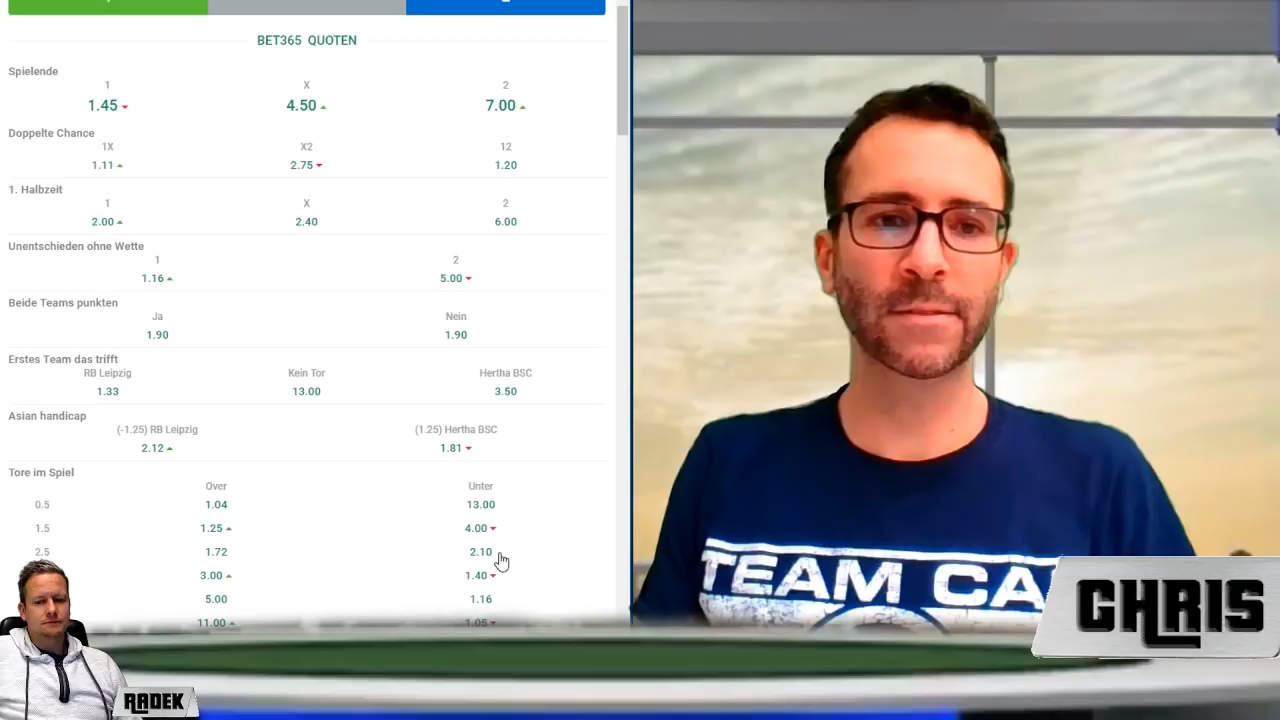 BET365 QUOTEN
Spielende
1 X 2
1.45 4.50 7.00
Doppelte Chance
1X X2 12
1.11 2.75 1.20
1. Halbzeit
1 X 2
2.00 2.40 6.00
Unentschieden ohne Wette
1 2
1.16 5.00
Beide Teams punkten
Ja Nein
1.90 1.90
Erstes Team das trifft
RB Leipzig Kein Tor Hertha BSC
1.33 13.00 3.50
Asian handicap
(-1.25) RB Leipzig (1.25) Hertha BSC
2.12 1.81
Tore im Spiel
Over Unter
0.5 1.04 13.00
1.5 1.25 4.00
2.5 1.72 2.10
3.00 1.40
5.00 1.16
11.00 1.05
TEAM CA
CHRIS
RADEK